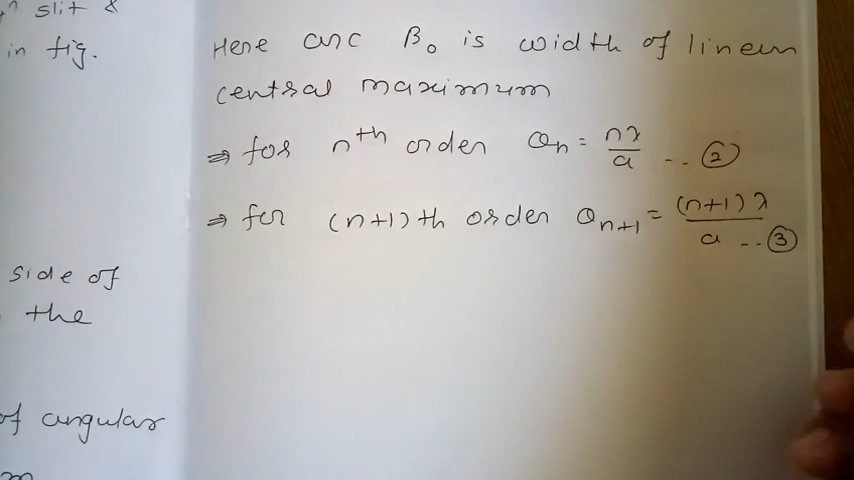 slit &
in fig.
side of
the
of angular
Here arc β₀ is width of linear
central maximum
⇒ for nth order θn = nλ/a -- ②
⇒ for (n+1)th order θn+1 = (n+1)λ/a --③